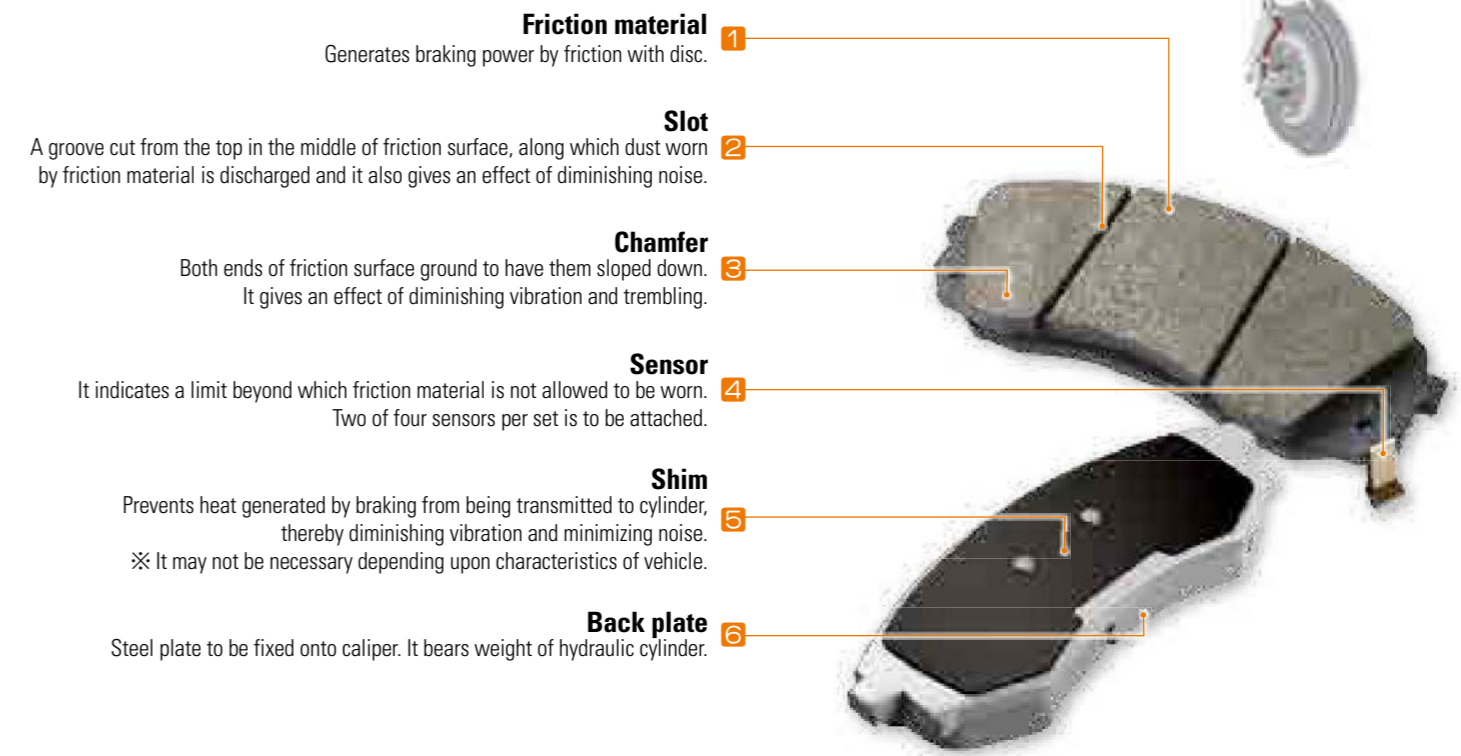 Friction material
1
Generates braking power by friction with disc.
Slot
A groove cut from the top in the middle of friction surface, along which dust worn
2
by friction material is discharged and it also gives an effect of diminishing noise.
Chamfer
Both ends of friction surface ground to have them sloped down.
3
It gives an effect of diminishing vibration and trembling.
Sensor
It indicates a limit beyond which friction material is not allowed to be worn.
4
Two of four sensors per set is to be attached.
Shim
Prevents heat generated by braking from being transmitted to cylinder,
5
thereby diminishing vibration and minimizing noise.
※ It may not be necessary depending upon characteristics of vehicle.
Back plate
6
Steel plate to be fixed onto caliper. It bears weight of hydraulic cylinder.